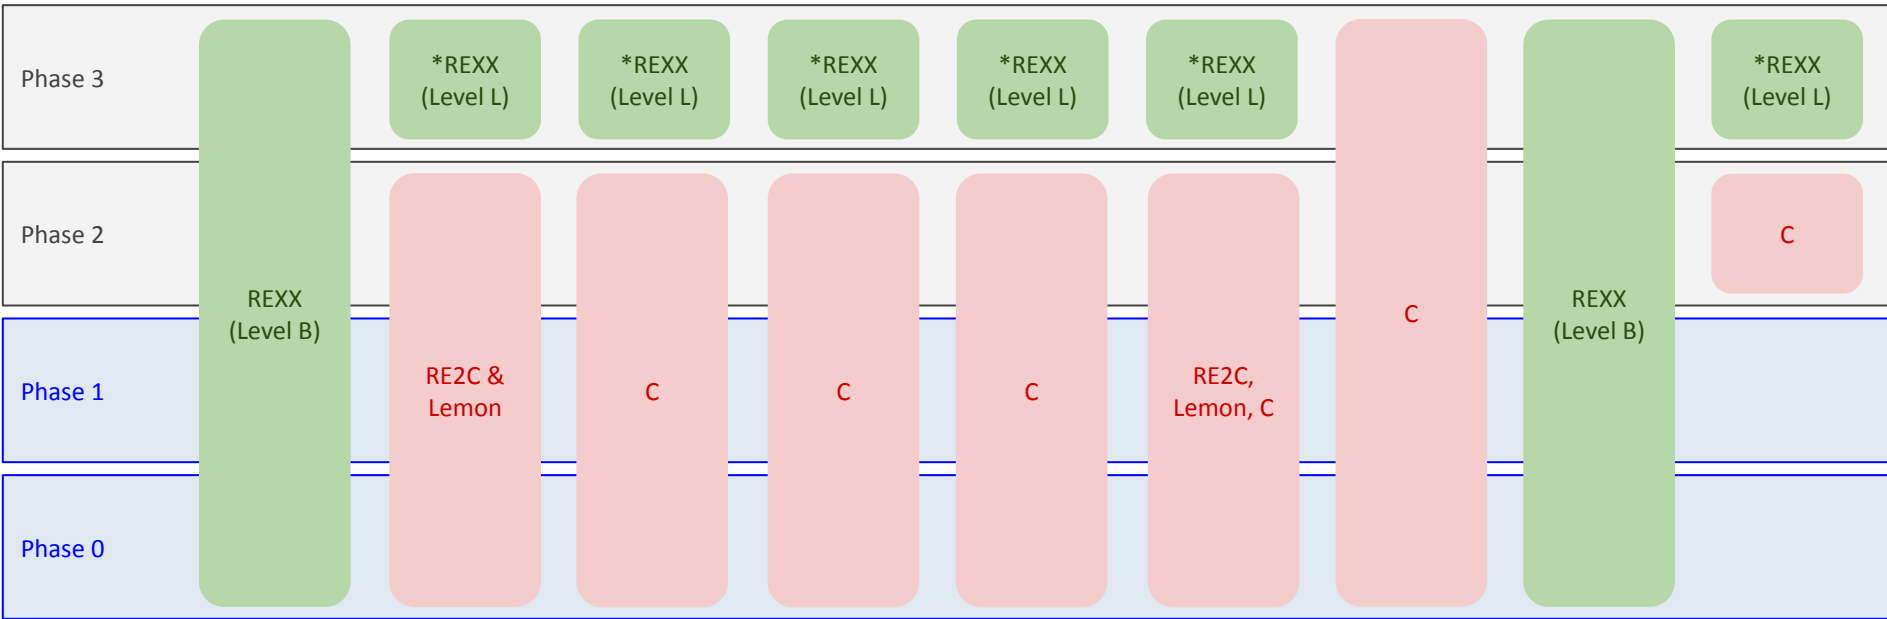 Phase 3
*REXX
(Level L)
*REXX
(Level L)
*REXX
(Level L)
*REXX
(Level L)
*REXX
(Level L)
*REXX
(Level L)
Phase 2
C
REXX
(Level B)
C
REXX
(Level B)
Phase 1
RE2C &
Lemon
C
C
C
RE2C,
Lemon, C
Phase 0